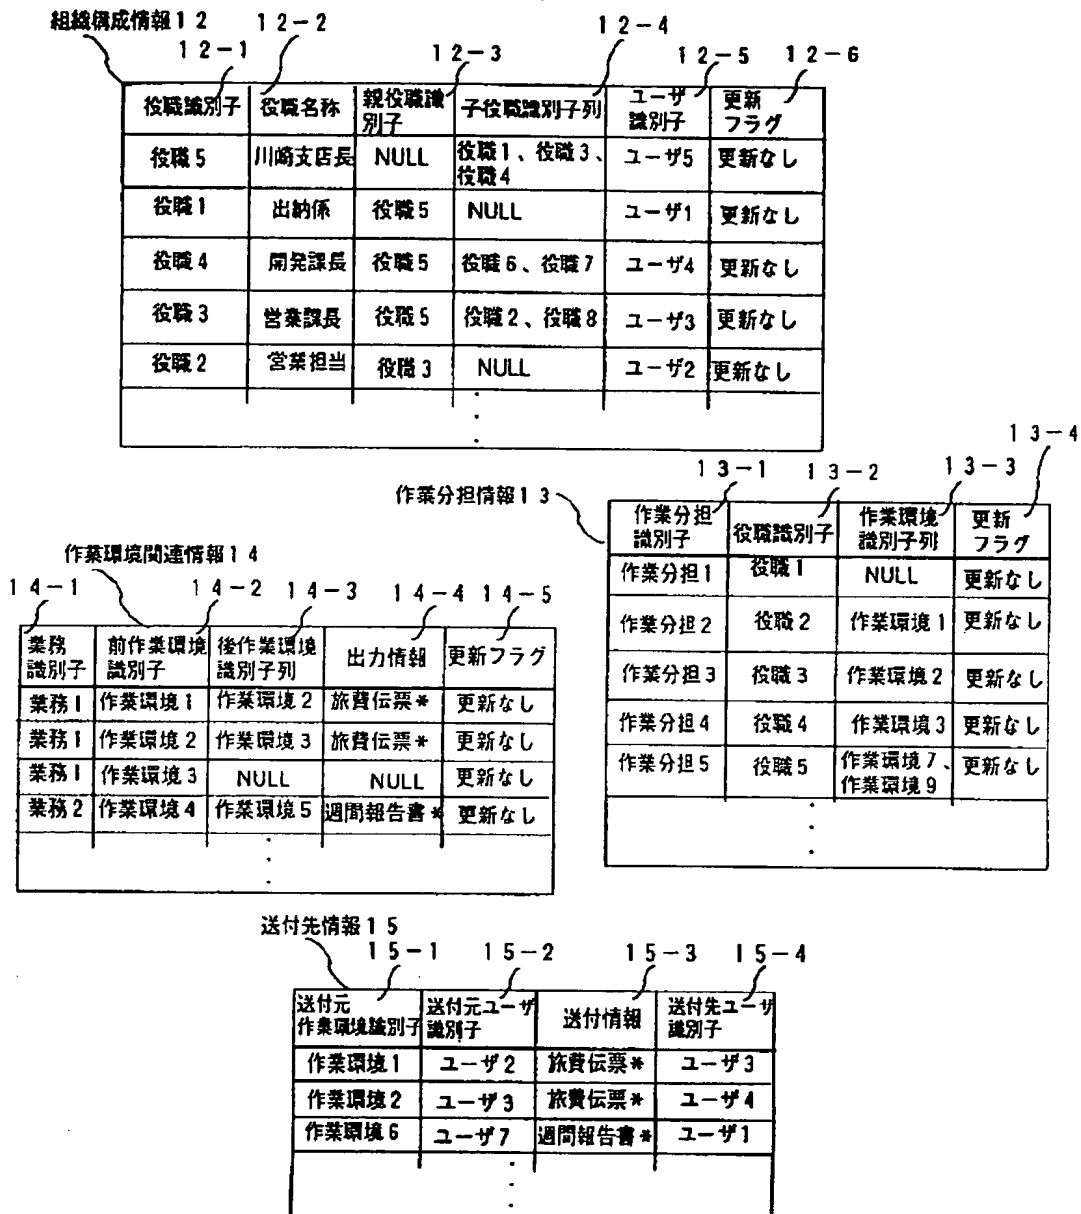 組織構成情報12
12-1
12-2
12-3
12-4
12-5
12-6
役職識別子 役職名称 親役職識別子 子役職識別子列 ユーザ識別子 更新フラグ
役職5 川崎支店長 NULL 役職1、役職3、役職4 ユーザ5 更新なし
役職1 出納係 役職5 NULL ユーザ1 更新なし
役職4 開発課長 役職5 役職6、役職7 ユーザ4 更新なし
役職3 営業課長 役職5 役職2、役職8 ユーザ3 更新なし
役職2 営業担当 役職3 NULL ユーザ2 更新なし
作業分担情報13
13-1
13-2
13-3
13-4
作業分担識別子 役職識別子 作業環境識別子列 更新フラグ
作業分担1 役職1 NULL 更新なし
作業分担2 役職2 作業環境1 更新なし
作業分担3 役職3 作業環境2 更新なし
作業分担4 役職4 作業環境3 更新なし
作業分担5 役職5 作業環境7、作業環境9 更新なし
作業環境関連情報14
14-1
14-2
14-3
14-4
14-5
業務識別子 前作業環境識別子 後作業環境識別子列 出力情報 更新フラグ
業務1 作業環境1 作業環境2 旅費伝票* 更新なし
業務1 作業環境2 作業環境3 旅費伝票* 更新なし
業務1 作業環境3 NULL NULL 更新なし
業務2 作業環境4 作業環境5 週間報告書* 更新なし
送付先情報15
15-1
15-2
15-3
15-4
送付元作業環境識別子 送付元ユーザ識別子 送付情報 送付先ユーザ識別子
作業環境1 ユーザ2 旅費伝票* ユーザ3
作業環境2 ユーザ3 旅費伝票* ユーザ4
作業環境6 ユーザ7 週間報告書* ユーザ1